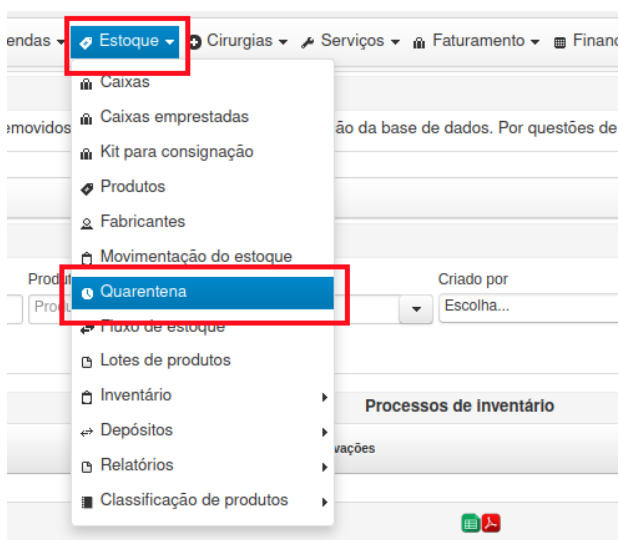 endas Estoque Cirurgias Serviços Faturamento Financ
Caixas
Caixas emprestadas
emovidos ão da base de dados. Por questões de
Kit para consignação
Produtos
Fabricantes
Movimentação do estoque
Produt Criado por
Quarentena
Produ Escolha...
Fluxo de estoque
Lotes de produtos
Inventário
Processos de inventário
Depósitos
vações
Relatórios
Classificação de produtos